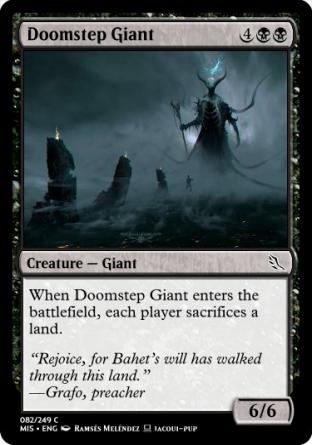 Doomstep Giant 4
Creature — Giant
When Doomstep Giant enters the
battlefield, each player sacrifices a
land.
“Rejoice, for Bahet's will has walked
through this land.”
—Grafo, preacher
6/6
082/249 C
MIS • ENG Ramsés Meléndez jacqui-pup